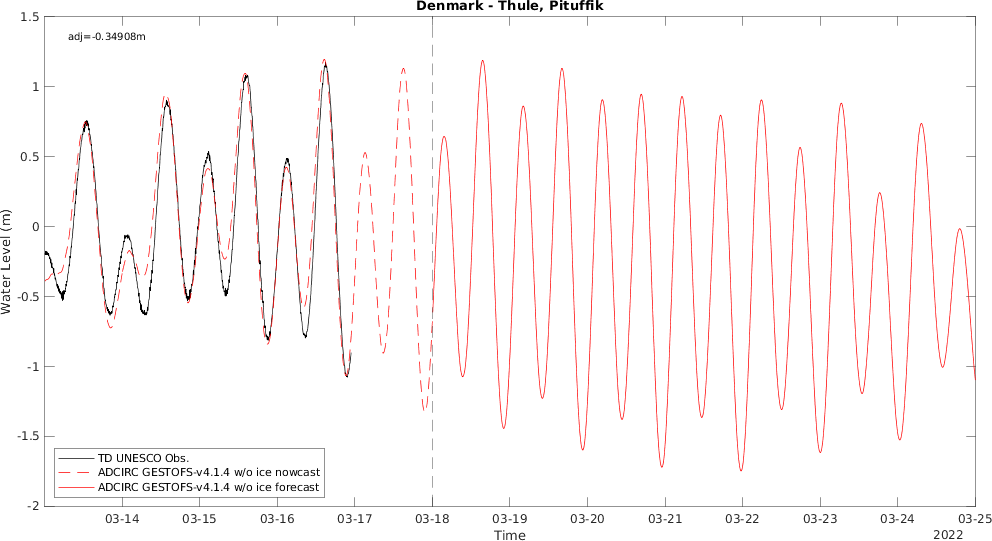 Denmark - Thule, Pituffik
adj=-0.34908m
1.5
1
0.5
0
-0.5
-1
-1.5
-2
Water Level (m)
TD UNESCO Obs.
ADCIRC GESTOFS-v4.1.4 w/o ice nowcast
ADCIRC GESTOFS-v4.1.4 w/o ice forecast
03-14 03-15 03-16 03-17 03-18 03-19 03-20 03-21 03-22 03-23 03-24 03-25
Time
2022